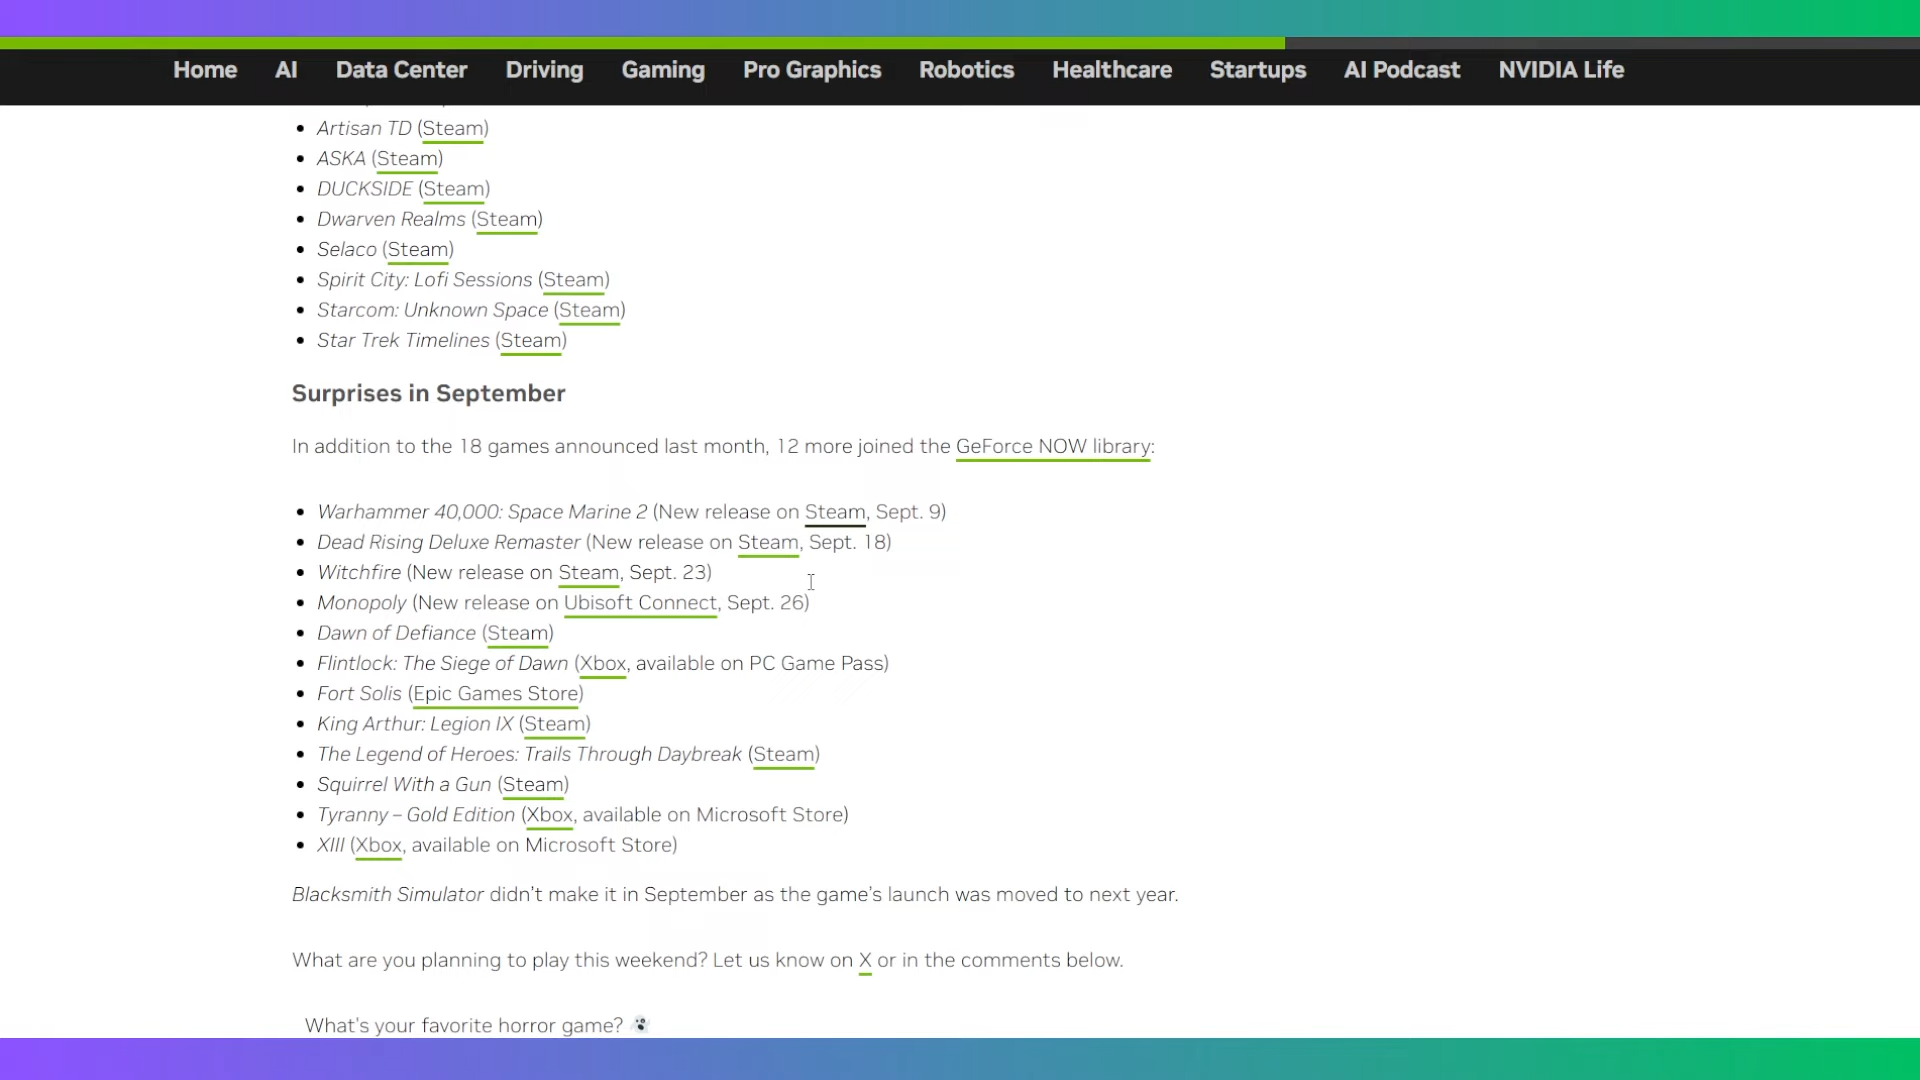 Home AI Data Center Driving Gaming Pro Graphics Robotics Healthcare Startups AI Podcast NVIDIA Life
• Artisan TD (Steam)
• ASKA (Steam)
• DUCKSIDE (Steam)
• Dwarven Realms (Steam)
• Selaco (Steam)
• Spirit City: Lofi Sessions (Steam)
• Starcom: Unknown Space (Steam)
• Star Trek Timelines (Steam)
Surprises in September
In addition to the 18 games announced last month, 12 more joined the GeForce NOW library:
• Warhammer 40,000: Space Marine 2 (New release on Steam, Sept. 9)
• Dead Rising Deluxe Remaster (New release on Steam, Sept. 18)
• Witchfire (New release on Steam, Sept. 23)
• Monopoly (New release on Ubisoft Connect, Sept. 26)
• Dawn of Defiance (Steam)
• Flintlock: The Siege of Dawn (Xbox, available on PC Game Pass)
• Fort Solis (Epic Games Store)
• King Arthur: Legion IX (Steam)
• The Legend of Heroes: Trails Through Daybreak (Steam)
• Squirrel With a Gun (Steam)
• Tyranny – Gold Edition (Xbox, available on Microsoft Store)
• XIII (Xbox, available on Microsoft Store)
Blacksmith Simulator didn’t make it in September as the game’s launch was moved to next year.
What are you planning to play this weekend? Let us know on X or in the comments below.
What's your favorite horror game? 👻